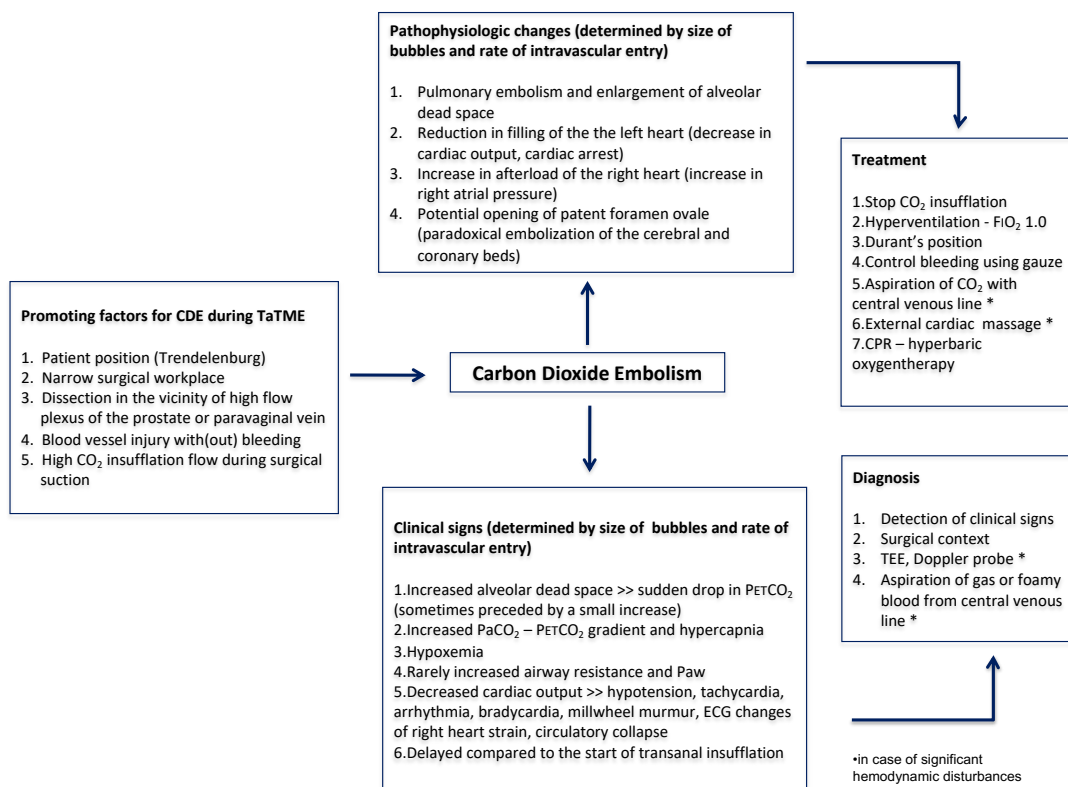 Pathophysiologic changes (determined by size of
bubbles and rate of intravascular entry)
1. Pulmonary embolism and enlargement of alveolar
dead space
2. Reduction in filling of the the left heart (decrease in
cardiac output, cardiac arrest)
3. Increase in afterload of the right heart (increase in
right atrial pressure)
4. Potential opening of patent foramen ovale
(paradoxical embolization of the cerebral and
coronary beds)
Treatment
1.Stop CO₂ insufflation
2.Hyperventilation - FIO₂ 1.0
3.Durant's position
4.Control bleeding using gauze
5.Aspiration of CO₂ with
central venous line *
6.External cardiac massage *
7.CPR – hyperbaric
oxygentherapy
Promoting factors for CDE during TaTME
1. Patient position (Trendelenburg)
2. Narrow surgical workplace
3. Dissection in the vicinity of high flow
plexus of the prostate or paravaginal vein
4. Blood vessel injury with(out) bleeding
5. High CO₂ insufflation flow during surgical
suction
Carbon Dioxide Embolism
Clinical signs (determined by size of bubbles and rate of
intravascular entry)
1.Increased alveolar dead space >> sudden drop in PETCO₂
(sometimes preceded by a small increase)
2.Increased PaCO₂ – PETCO₂ gradient and hypercapnia
3.Hypoxemia
4.Rarely increased airway resistance and Paw
5.Decreased cardiac output >> hypotension, tachycardia,
arrhythmia, bradycardia, millwheel murmur, ECG changes
of right heart strain, circulatory collapse
6.Delayed compared to the start of transanal insufflation
Diagnosis
1. Detection of clinical signs
2. Surgical context
3. TEE, Doppler probe *
4. Aspiration of gas or foamy
blood from central venous
line *
•in case of significant
hemodynamic disturbances